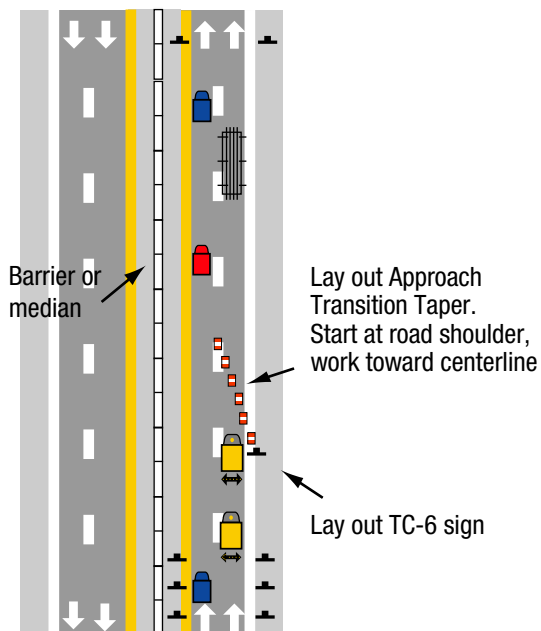 Barrier or
median
Lay out Approach
Transition Taper.
Start at road shoulder,
work toward centerline
Lay out TC-6 sign